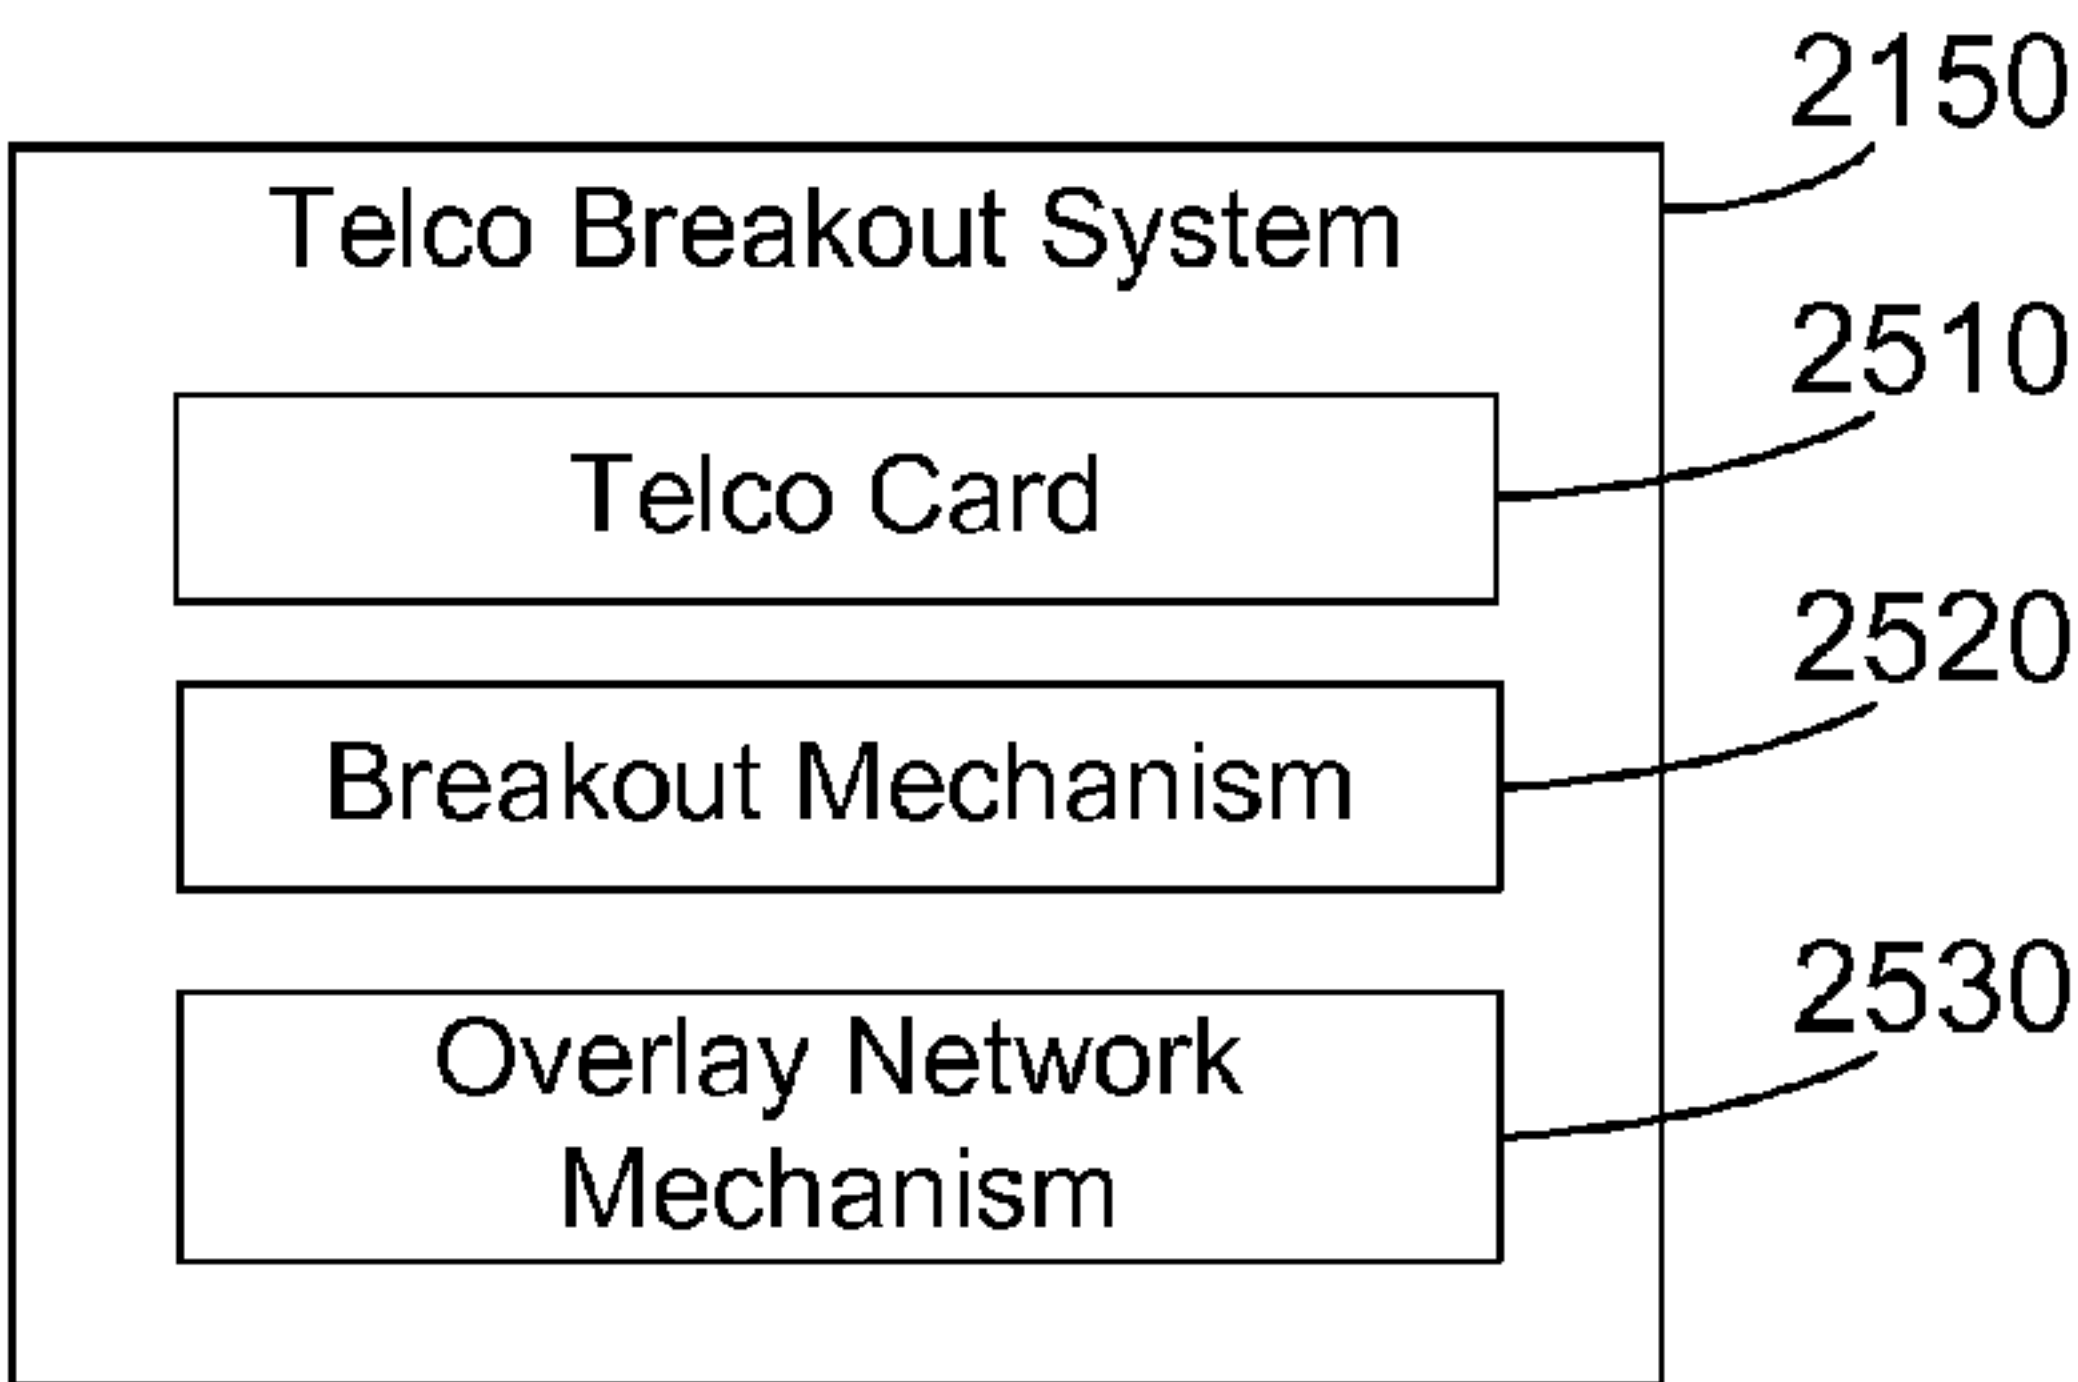 2150
Telco Breakout System
2510
Telco Card
2520
Breakout Mechanism
2530
Overlay Network
Mechanism